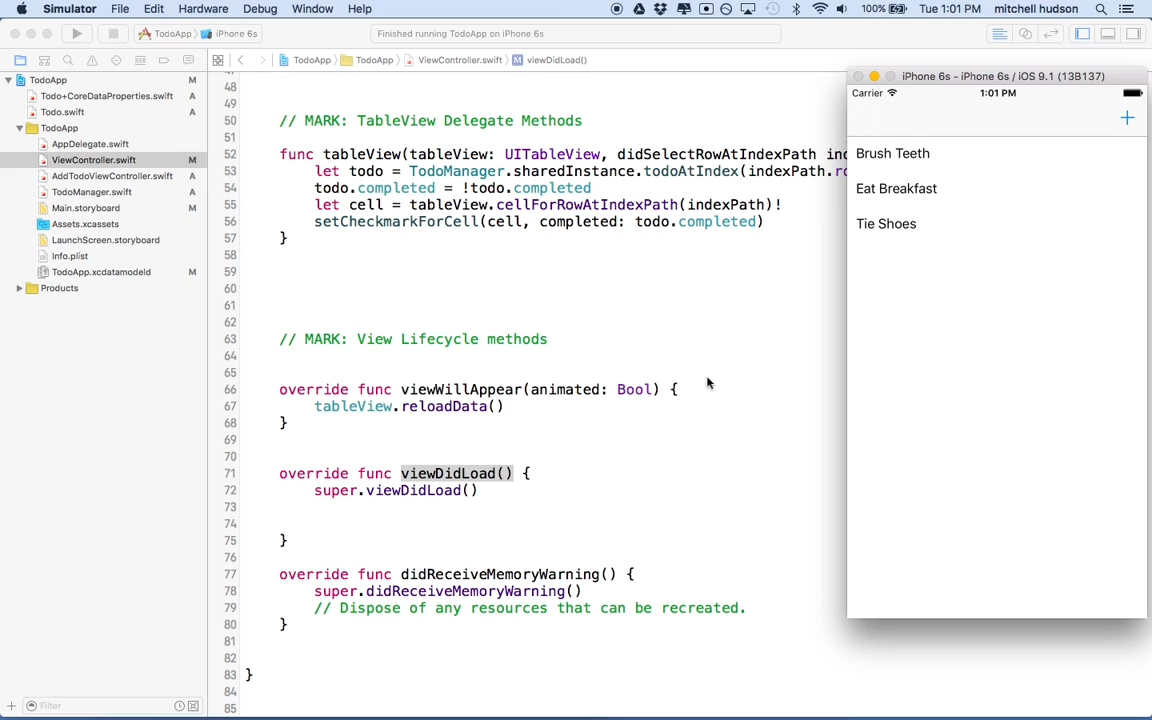 Simulator File Edit Hardware Debug Window Help 100% Tue 1:01 PM mitchell hudson
TodoApp iPhone 6s Finished running TodoApp on iPhone 6s
TodoApp TodoApp ViewController.swift M viewDidLoad()
TodoApp M
Todo+CoreDataProperties.swift A
Todo.swift A
TodoApp
AppDelegate.swift
ViewController.swift M
AddTodoViewController.swift A
TodoManager.swift A
Main.storyboard M
Assets.xcassets
LaunchScreen.storyboard
Info.plist
TodoApp.xcdatamodeld M
Products
Filter
48
49
50 // MARK: TableView Delegate Methods
51
52 func tableView(tableView: UITableView, didSelectRowAtIndexPath in
53 let todo = TodoManager.sharedInstance.todoAtIndex(indexPath.ro
54 todo.completed = !todo.completed
55 let cell = tableView.cellForRowAtIndexPath(indexPath)!
56 setCheckmarkForCell(cell, completed: todo.completed)
57 }
58
59
60
61
62
63 // MARK: View Lifecycle methods
64
65
66 override func viewWillAppear(animated: Bool) {
67 tableView.reloadData()
68 }
69
70
71 override func viewDidLoad() {
72 super.viewDidLoad()
73
74
75 }
76
77 override func didReceiveMemoryWarning() {
78 super.didReceiveMemoryWarning()
79 // Dispose of any resources that can be recreated.
80 }
81
82
83 }
84
85
iPhone 6s - iPhone 6s / iOS 9.1 (13B137)
Carrier 1:01 PM
+
Brush Teeth
Eat Breakfast
Tie Shoes